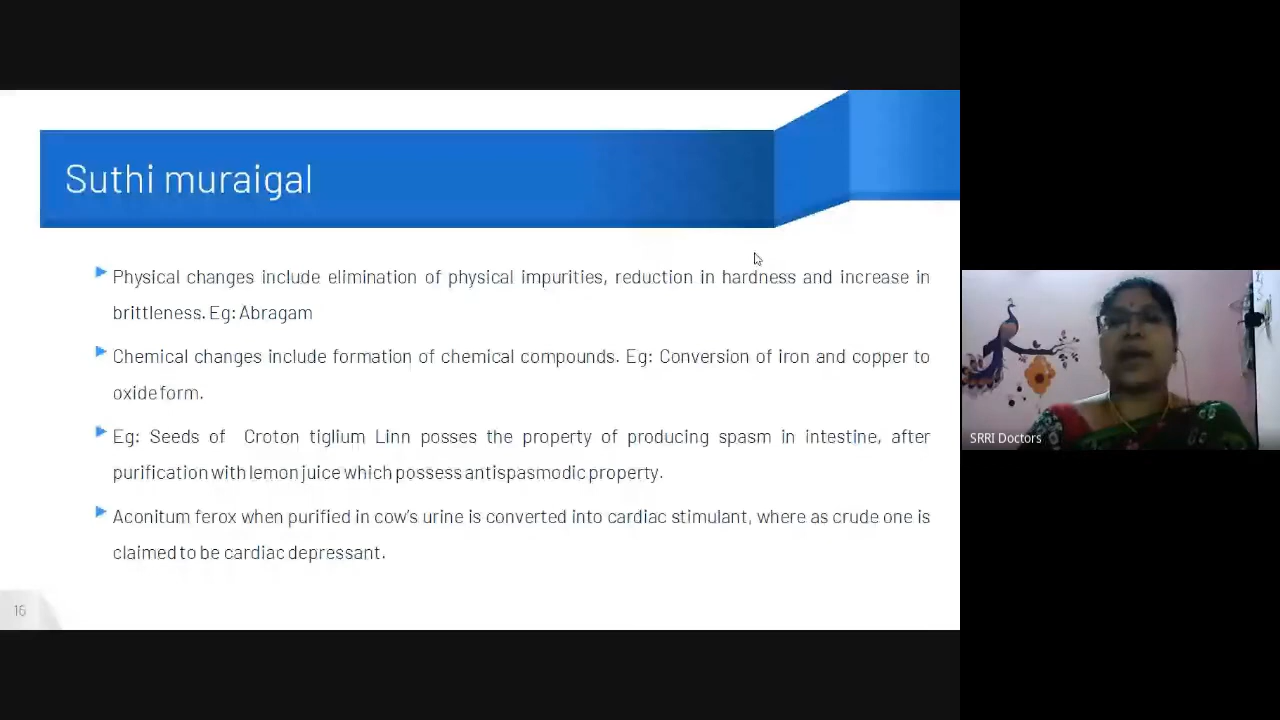 Suthi muraigal
Physical changes include elimination of physical impurities, reduction in hardness and increase in
brittleness. Eg: Abragam
Chemical changes include formation of chemical compounds. Eg: Conversion of iron and copper to
oxide form.
Eg: Seeds of Croton tiglium Linn posses the property of producing spasm in intestine, after
purification with lemon juice which possess antispasmodic property.
Aconitum ferox when purified in cow's urine is converted into cardiac stimulant, where as crude one is
claimed to be cardiac depressant.
16
SRRI Doctors